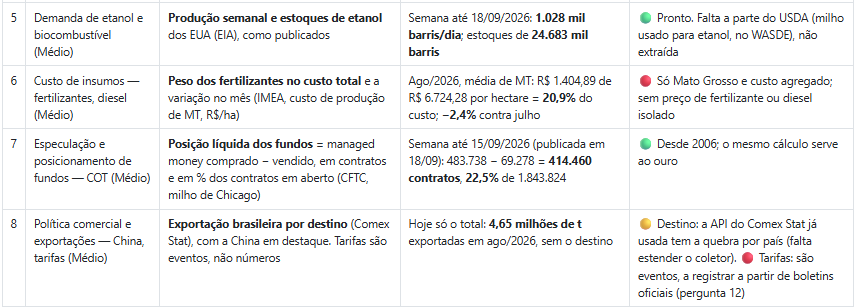 5
Demanda de etanol e
biocombustível
(Médio)
Produção semanal e estoques de etanol
dos EUA (EIA), como publicados
Semana até 18/09/2026: 1.028 mil
barris/dia; estoques de 24.683 mil
barris
Pronto. Falta a parte do USDA (milho
usado para etanol, no WASDE), não
extraída
6
Custo de insumos —
fertilizantes, diesel
(Médio)
Peso dos fertilizantes no custo total e a
variação no mês (IMEA, custo de produção
de MT, R$/ha)
Ago/2026, média de MT: R$ 1.404,89 de
R$ 6.724,28 por hectare = 20,9% do
custo; −2,4% contra julho
Só Mato Grosso e custo agregado;
sem preço de fertilizante ou diesel
isolado
7
Especulação e
posicionamento de
fundos — COT (Médio)
Posição líquida dos fundos = managed
money comprado − vendido, em contratos
e em % dos contratos em aberto (CFTC,
milho de Chicago)
Semana até 15/09/2026 (publicada em
18/09): 483.738 − 69.278 = 414.460
contratos, 22,5% de 1.843.824
Desde 2006; o mesmo cálculo serve
ao ouro
8
Política comercial e
exportações — China,
tarifas (Médio)
Exportação brasileira por destino (Comex
Stat), com a China em destaque. Tarifas são
eventos, não números
Hoje só o total: 4,65 milhões de t
exportadas em ago/2026, sem o destino
Destino: a API do Comex Stat já
usada tem a quebra por país (falta
estender o coletor). Tarifas: são
eventos, a registrar a partir de boletins
oficiais (pergunta 12)